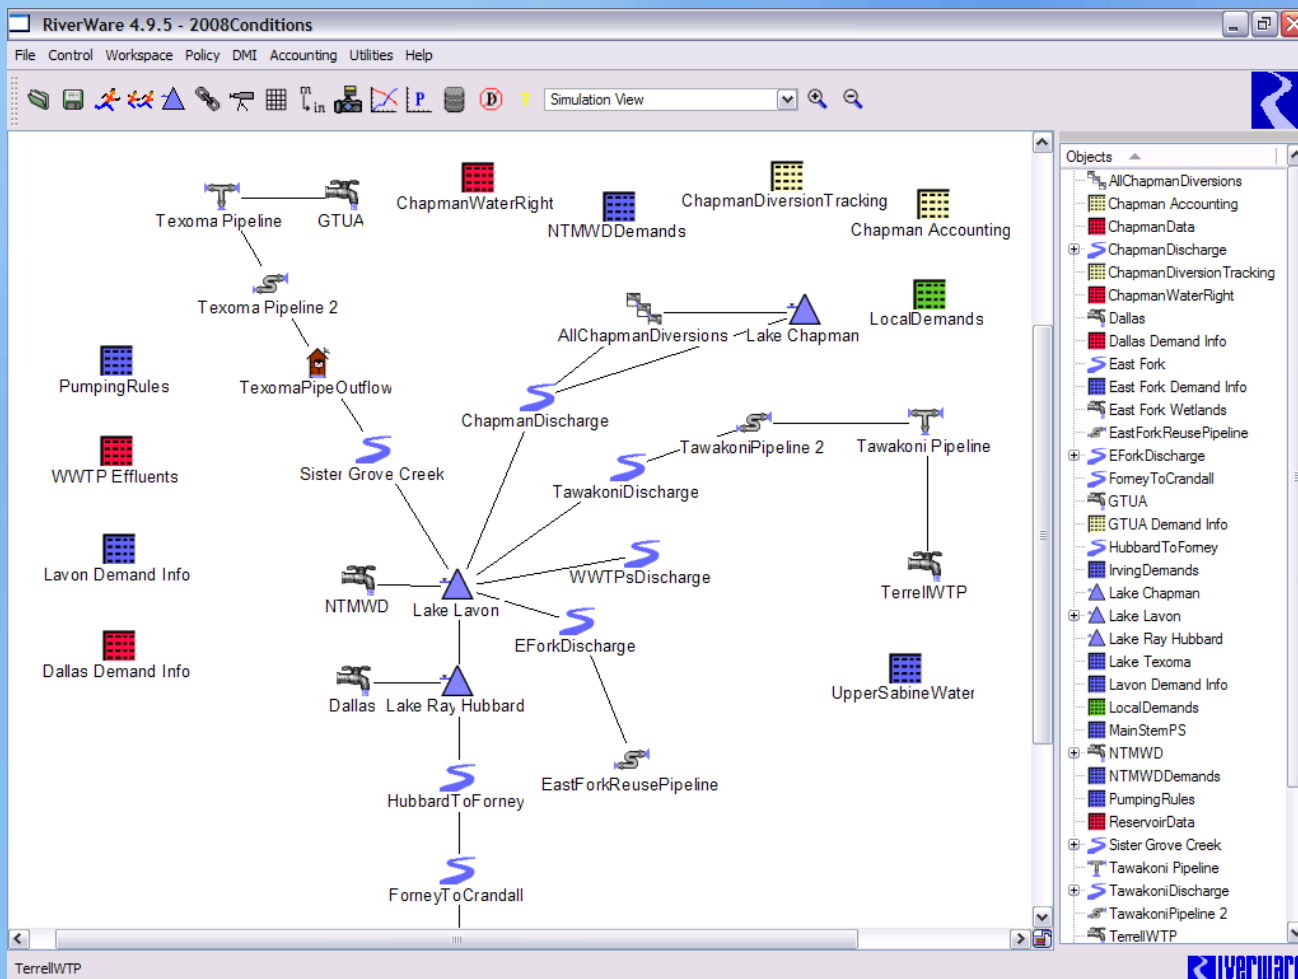 RiverWare 4.9.5 - 2008Conditions
File Control Workspace Policy DMI Accounting Utilities Help
in P D ? Simulation View
Texoma Pipeline
GTUA
ChapmanWaterRight
NTMWDDemands
ChapmanDiversionTracking
Chapman Accounting
Texoma Pipeline 2
LocalDemands
AllChapmanDiversions
Lake Chapman
PumpingRules
TexomaPipeOutflow
ChapmanDischarge
TawakoniPipeline 2
Tawakoni Pipeline
WWTP Effluents
Sister Grove Creek
TawakoniDischarge
Lavon Demand Info
WWTPsDischarge
NTMWD
Lake Lavon
TerrellWTP
EForkDischarge
Dallas Demand Info
UpperSabineWater
Dallas
Lake Ray Hubbard
EastForkReusePipeline
HubbardToForney
ForneyToCrandall
Objects
AllChapmanDiversions
Chapman Accounting
ChapmanData
ChapmanDischarge
ChapmanDiversionTracking
ChapmanWaterRight
Dallas
Dallas Demand Info
East Fork
East Fork Demand Info
East Fork Wetlands
EastForkReusePipeline
EForkDischarge
ForneyToCrandall
GTUA
GTUA Demand Info
HubbardToForney
IrvingDemands
Lake Chapman
Lake Lavon
Lake Ray Hubbard
Lake Texoma
Lavon Demand Info
LocalDemands
MainStemPS
NTMWD
NTMWDDemands
PumpingRules
ReservoirData
Sister Grove Creek
Tawakoni Pipeline
TawakoniDischarge
TawakoniPipeline 2
TerrellWTP
TerrellWTP
Riverware